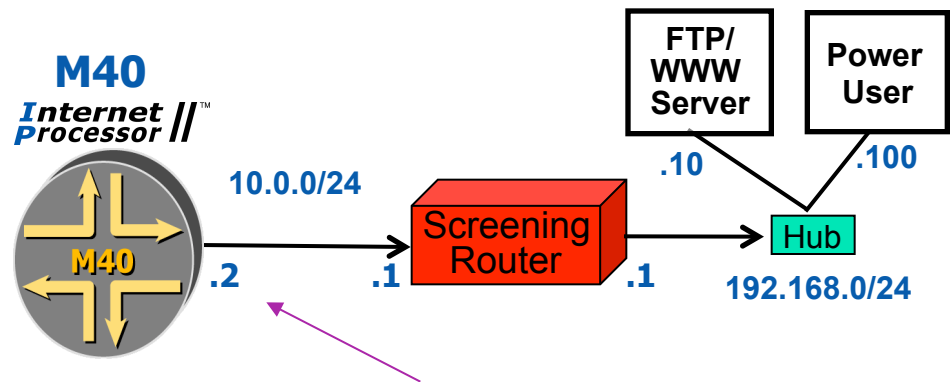 M40
Internet
Processor II™
M40
10.0.0/24
.2
.1
Screening
Router
.1
FTP/
WWW
Server
Power
User
.10
.100
Hub
192.168.0/24